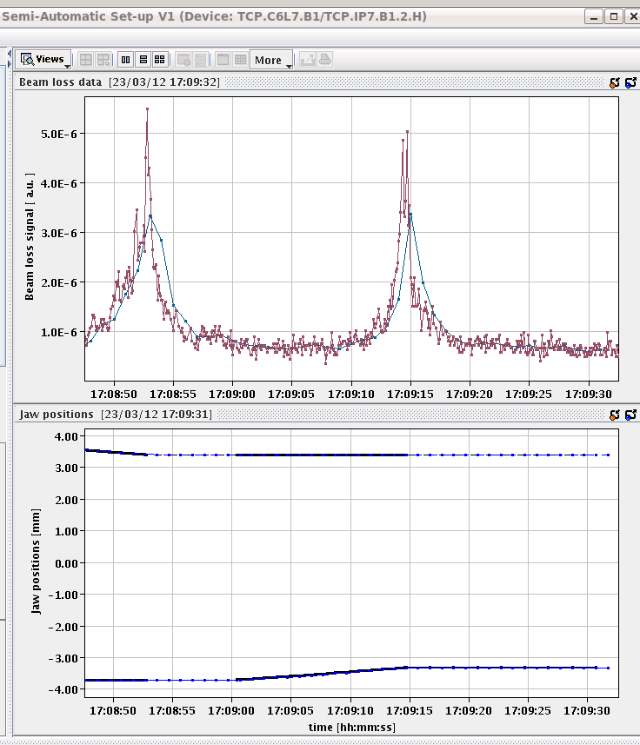 Semi-Automatic Set-up V1 (Device: TCP.C6L7.B1/TCP.IP7.B1.2.H)
Views
More
Beam loss data [23/03/12 17:09:32]
5.0E-6
4.0E-6
3.0E-6
2.0E-6
1.0E-6
Beam loss signal [ a.u. ]
17:08:50 17:08:55 17:09:00 17:09:05 17:09:10 17:09:15 17:09:20 17:09:25 17:09:30
Jaw positions [23/03/12 17:09:31]
4.00
3.00
2.00
1.00
0.00
-1.00
-2.00
-3.00
-4.00
Jaw positions [mm]
17:08:50 17:08:55 17:09:00 17:09:05 17:09:10 17:09:15 17:09:20 17:09:25 17:09:30
time [hh:mm:ss]